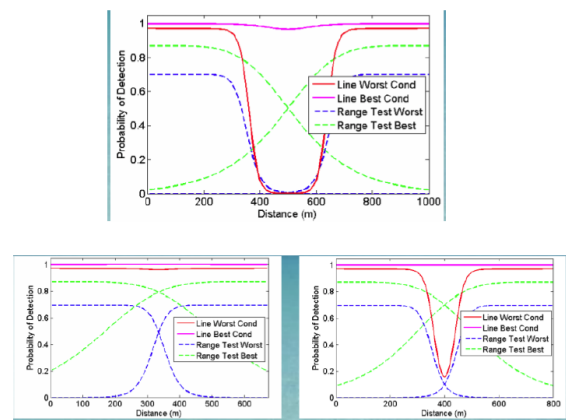 1
0.8
0.6
0.4
0.2
0
Probability of Detection
Line Worst Cond
Line Best Cond
Range Test Worst
Range Test Best
0 200 400 600 800 1000
Distance (m)
1
0.8
0.6
0.4
0.2
0
Probability of Detection
Line Worst Cond
Line Best Cond
Range Test Worst
Range Test Best
0 100 200 300 400 500 600
Distance (m)
1
0.8
0.6
0.4
0.2
0
Probability of Detection
Line Worst Cond
Line Best Cond
Range Test Worst
Range Test Best
0 200 400 600 800
Distance (m)